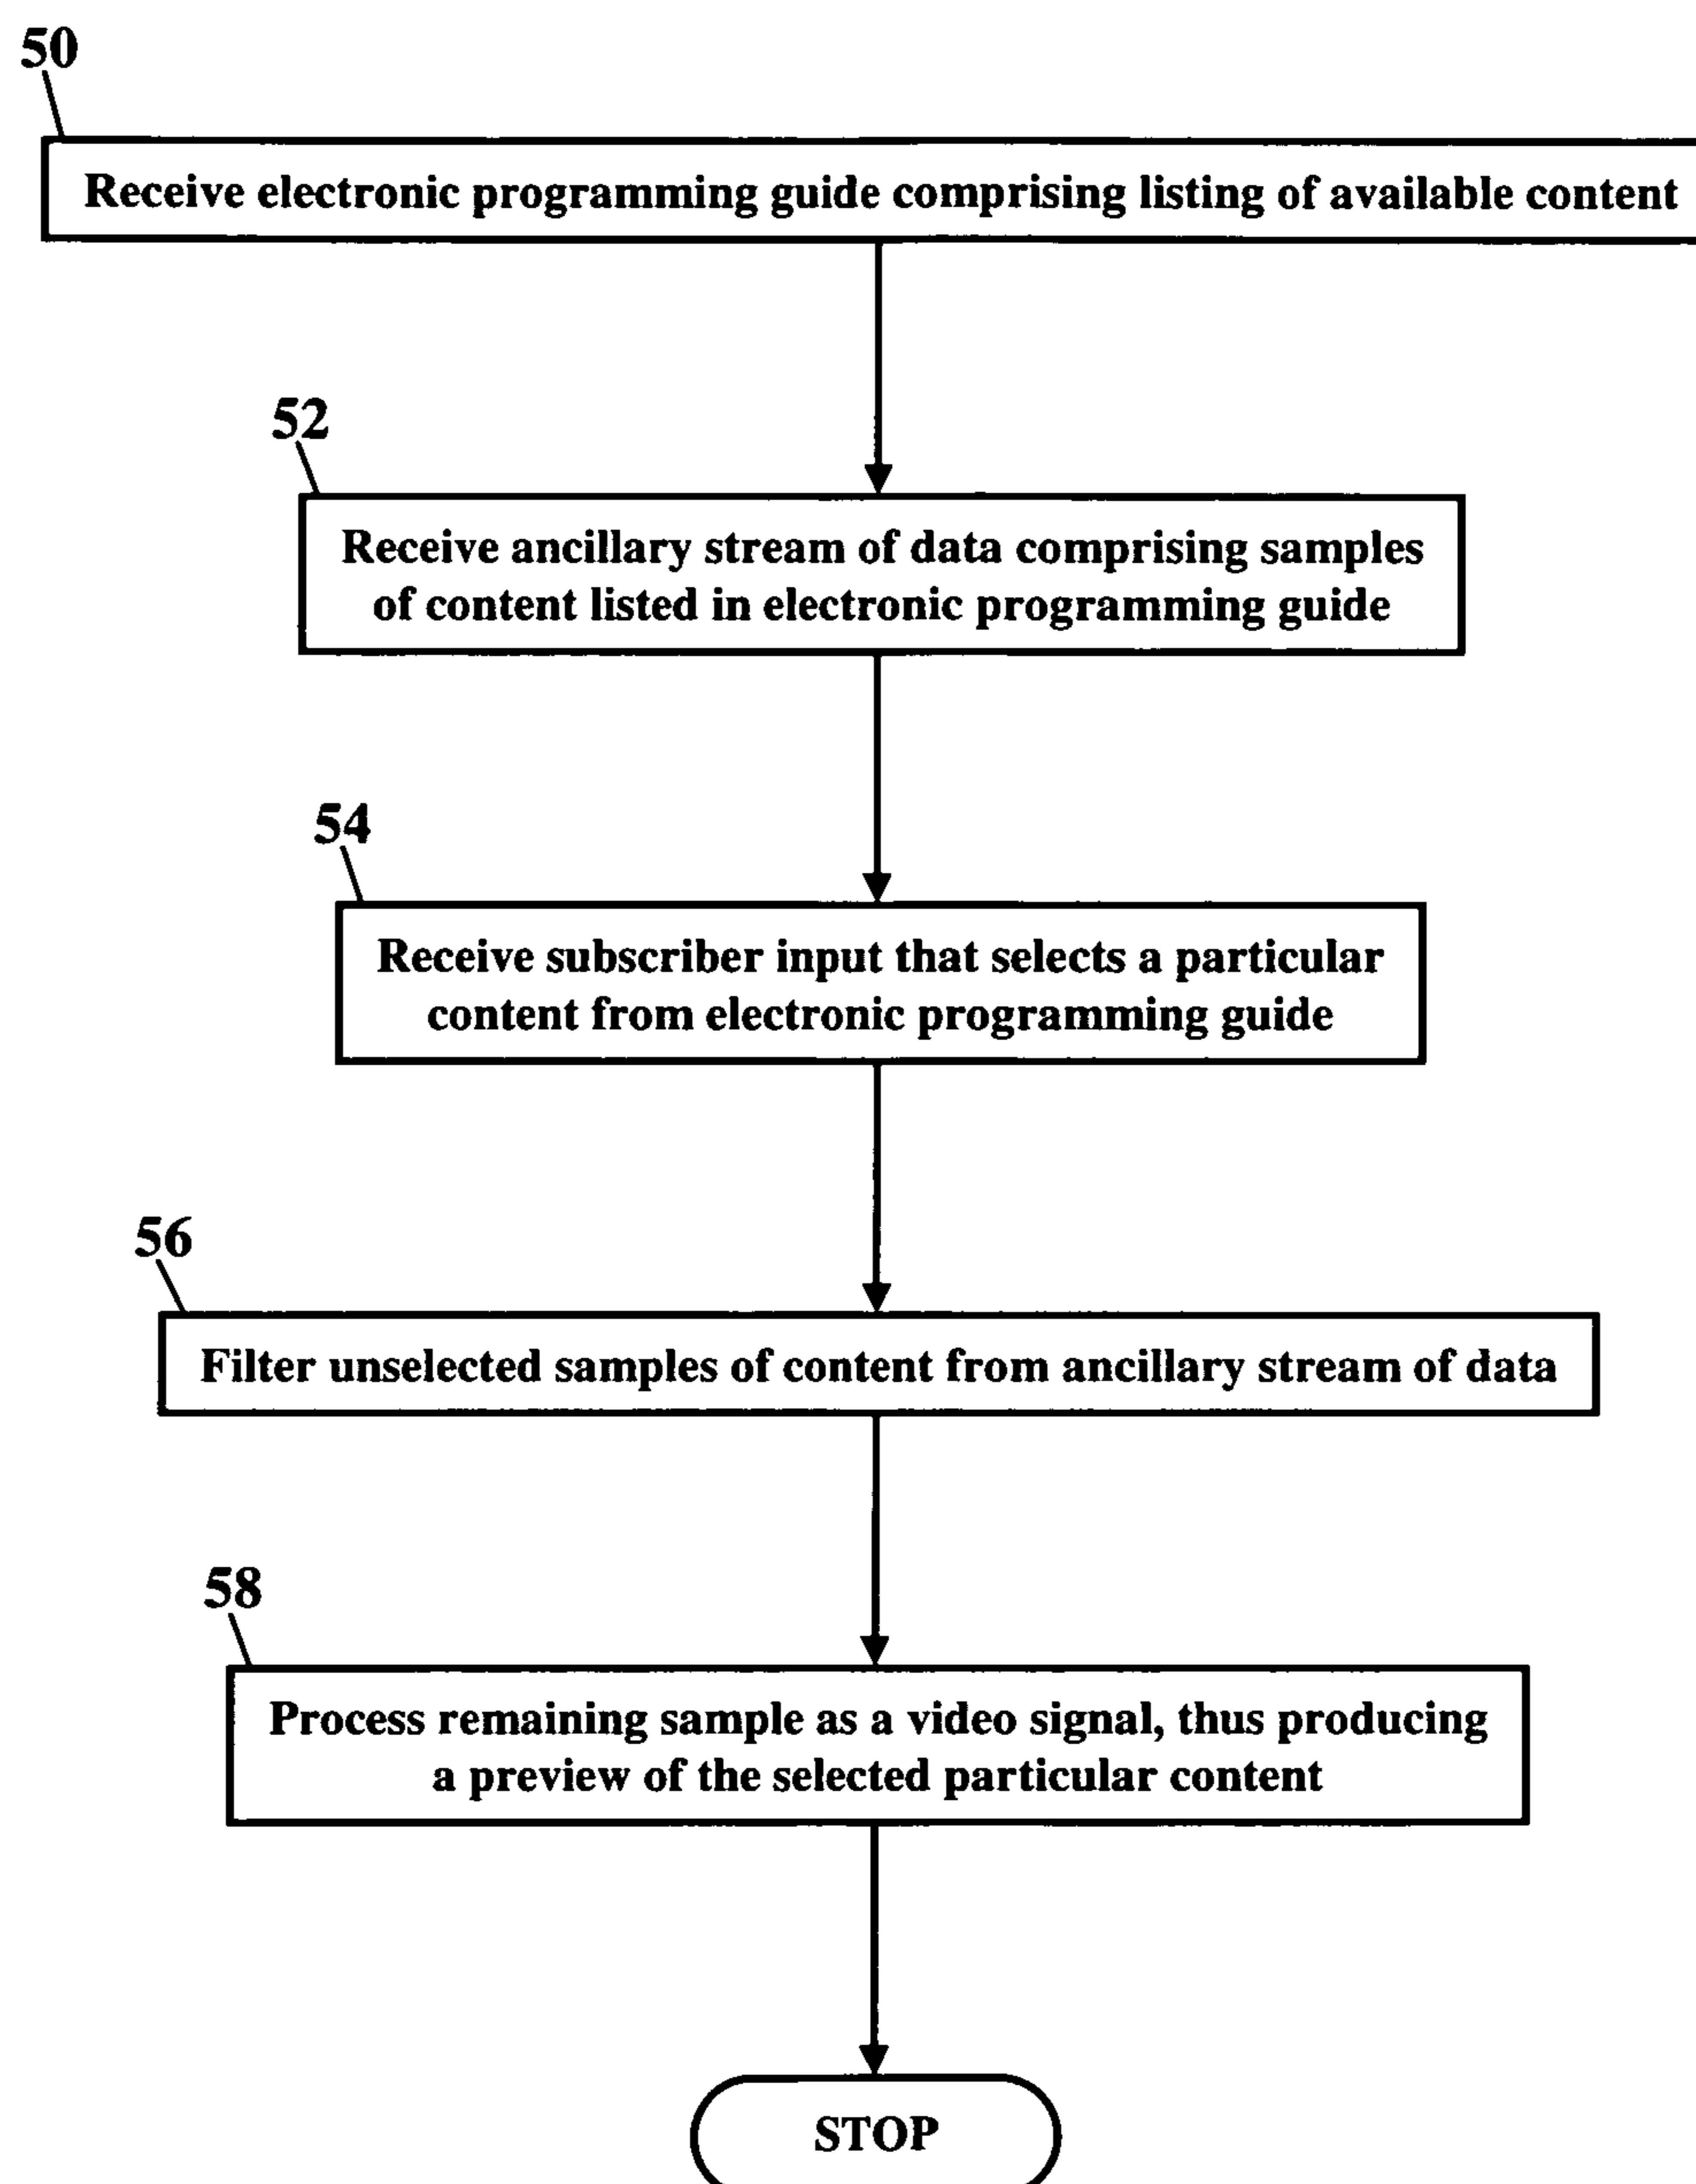 50
Receive electronic programming guide comprising listing of available content
52
Receive ancillary stream of data comprising samples
of content listed in electronic programming guide
54
Receive subscriber input that selects a particular
content from electronic programming guide
56
Filter unselected samples of content from ancillary stream of data
58
Process remaining sample as a video signal, thus producing
a preview of the selected particular content
STOP